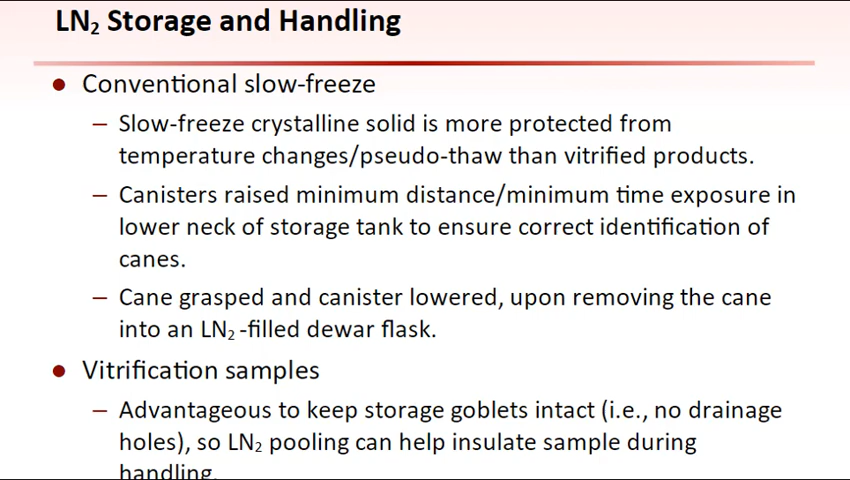 LN₂ Storage and Handling
● Conventional slow-freeze
– Slow-freeze crystalline solid is more protected from
temperature changes/pseudo-thaw than vitrified products.
– Canisters raised minimum distance/minimum time exposure in
lower neck of storage tank to ensure correct identification of
canes.
– Cane grasped and canister lowered, upon removing the cane
into an LN₂ -filled dewar flask.
● Vitrification samples
– Advantageous to keep storage goblets intact (i.e., no drainage
holes), so LN₂ pooling can help insulate sample during
handling.